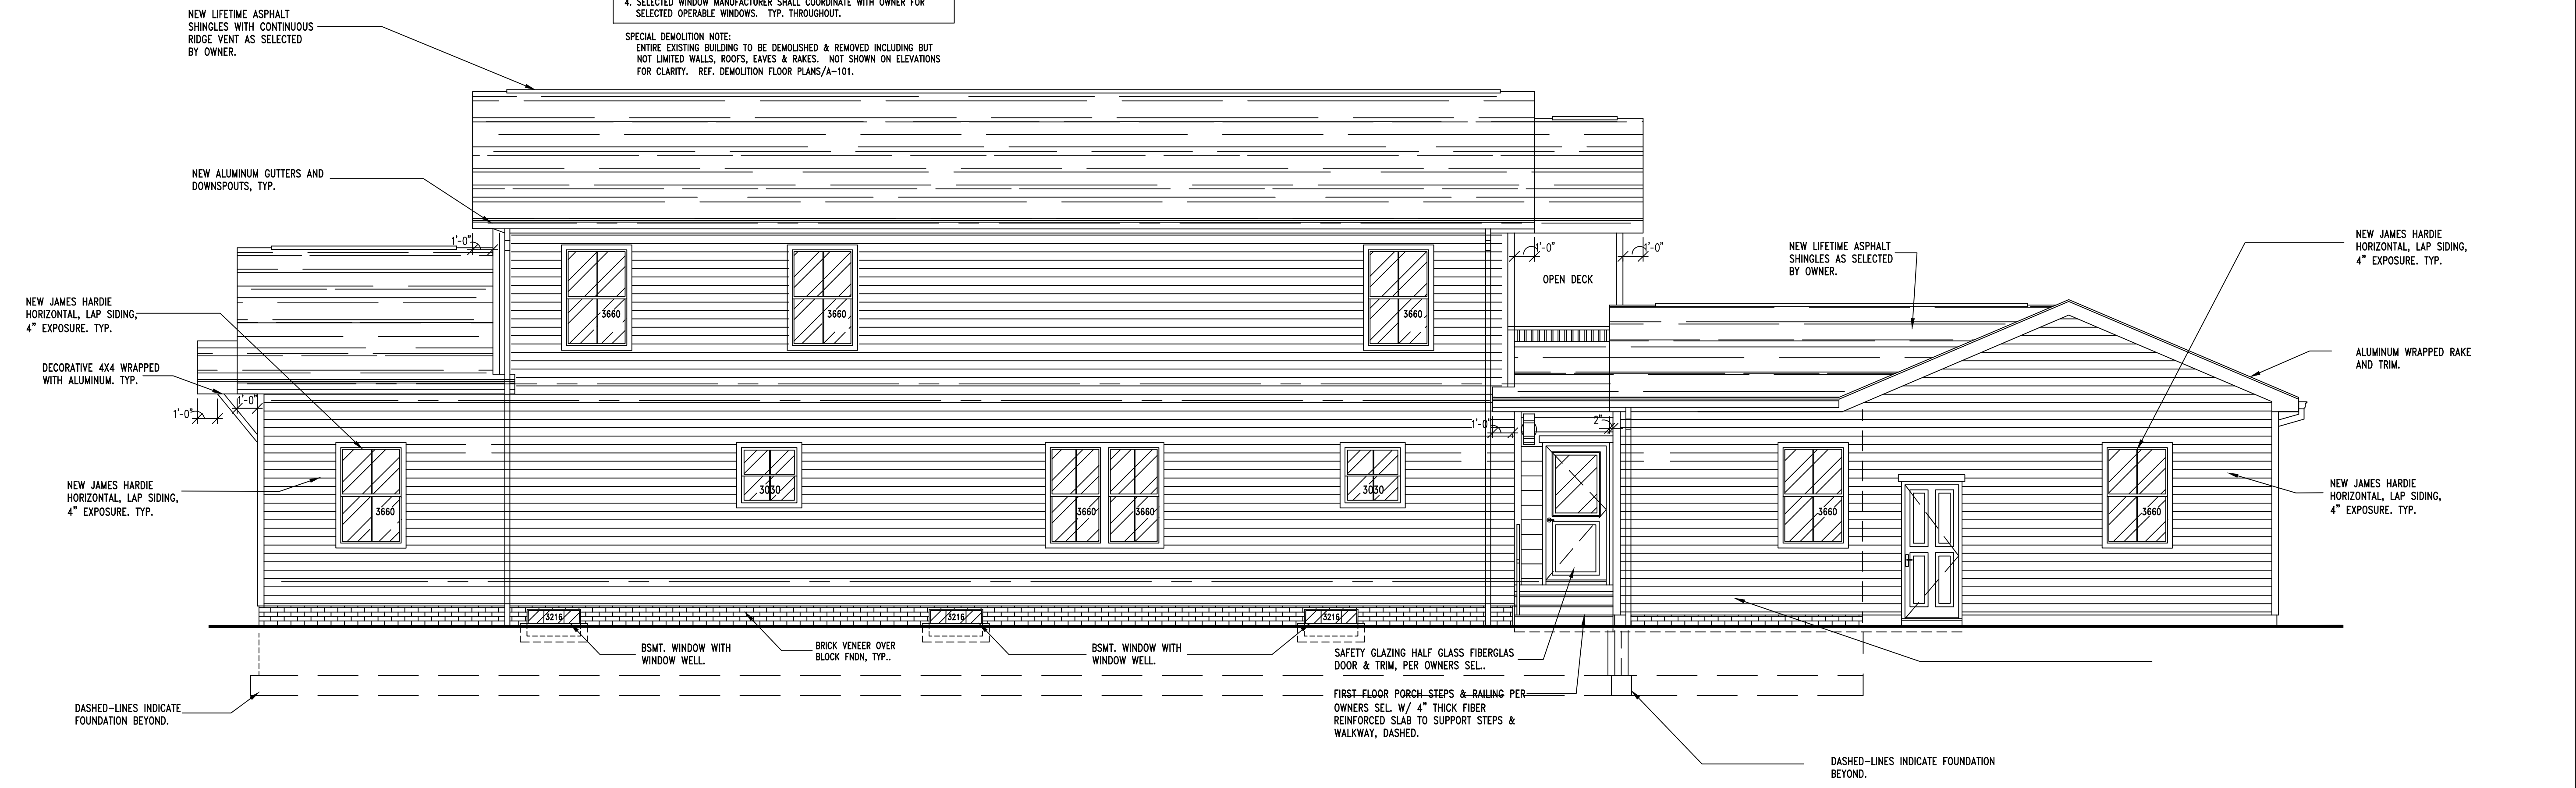 4. SELECTED WINDOW MANUFACTURER SHALL COORDINATE WITH OWNER FOR
SELECTED OPERABLE WINDOWS. TYP. THROUGHOUT.
SPECIAL DEMOLITION NOTE:
ENTIRE EXISTING BUILDING TO BE DEMOLISHED & REMOVED INCLUDING BUT
NOT LIMITED WALLS, ROOFS, EAVES & RAKES. NOT SHOWN ON ELEVATIONS
FOR CLARITY. REF. DEMOLITION FLOOR PLANS/A-101.
NEW LIFETIME ASPHALT
SHINGLES WITH CONTINUOUS
RIDGE VENT AS SELECTED
BY OWNER.
NEW ALUMINUM GUTTERS AND
DOWNSPOUTS, TYP.
1'-0"
1'-0"
1'-0"
OPEN DECK
NEW LIFETIME ASPHALT
SHINGLES AS SELECTED
BY OWNER.
NEW JAMES HARDIE
HORIZONTAL, LAP SIDING,
4" EXPOSURE. TYP.
NEW JAMES HARDIE
HORIZONTAL, LAP SIDING,
4" EXPOSURE. TYP.
3660
3660
3660
ALUMINUM WRAPPED RAKE
AND TRIM.
DECORATIVE 4X4 WRAPPED
WITH ALUMINUM. TYP.
1'-0"
1'-0"
1'-0"
2"
NEW JAMES HARDIE
HORIZONTAL, LAP SIDING,
4" EXPOSURE. TYP.
3660
3030
3660
3660
3030
3660
3660
NEW JAMES HARDIE
HORIZONTAL, LAP SIDING,
4" EXPOSURE. TYP.
3216
3216
3216
BSMT. WINDOW WITH
WINDOW WELL.
BRICK VENEER OVER
BLOCK FNDN, TYP..
BSMT. WINDOW WITH
WINDOW WELL.
SAFETY GLAZING HALF GLASS FIBERGLAS
DOOR & TRIM, PER OWNERS SEL..
FIRST FLOOR PORCH STEPS & RAILING PER
OWNERS SEL. W/ 4" THICK FIBER
REINFORCED SLAB TO SUPPORT STEPS &
WALKWAY, DASHED.
DASHED-LINES INDICATE
FOUNDATION BEYOND.
DASHED-LINES INDICATE FOUNDATION
BEYOND.